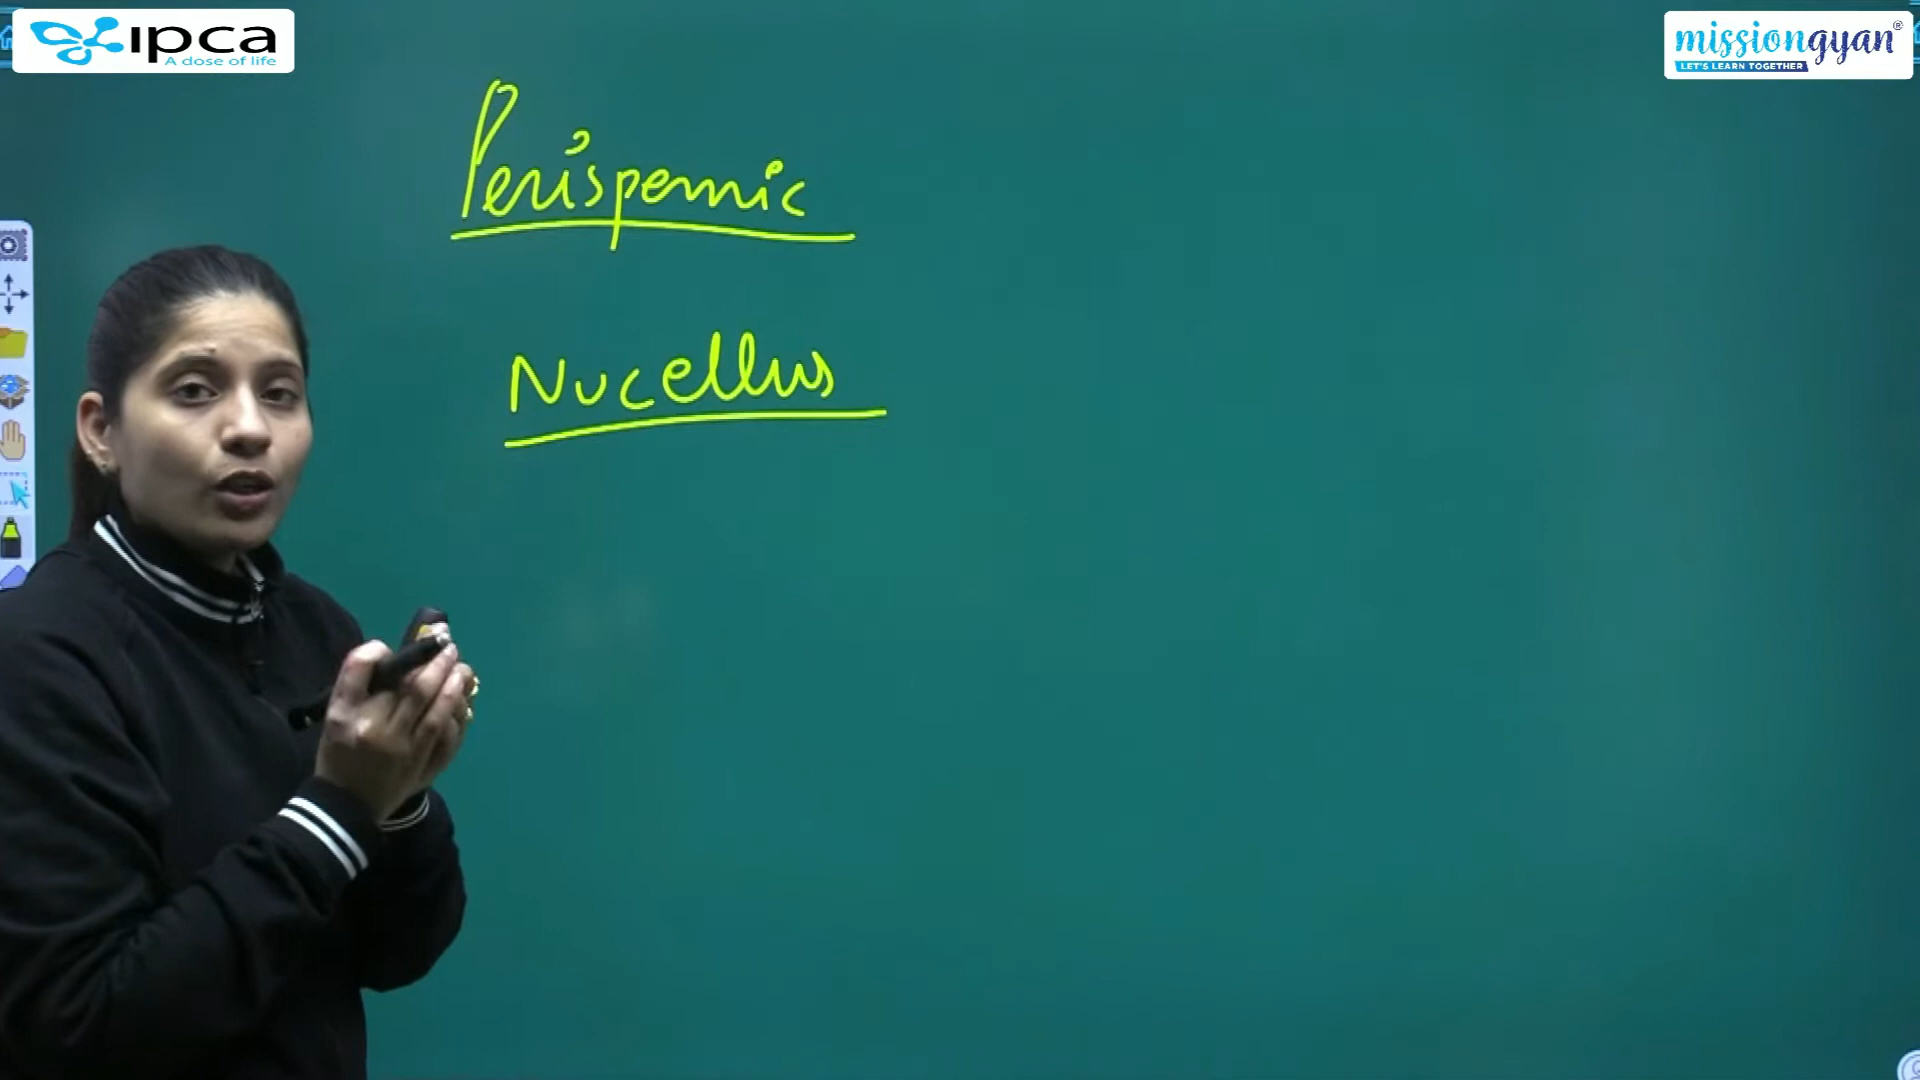 ipca
A dose of life
missiongyan®
LET'S LEARN TOGETHER
Perispemic
Nucellus